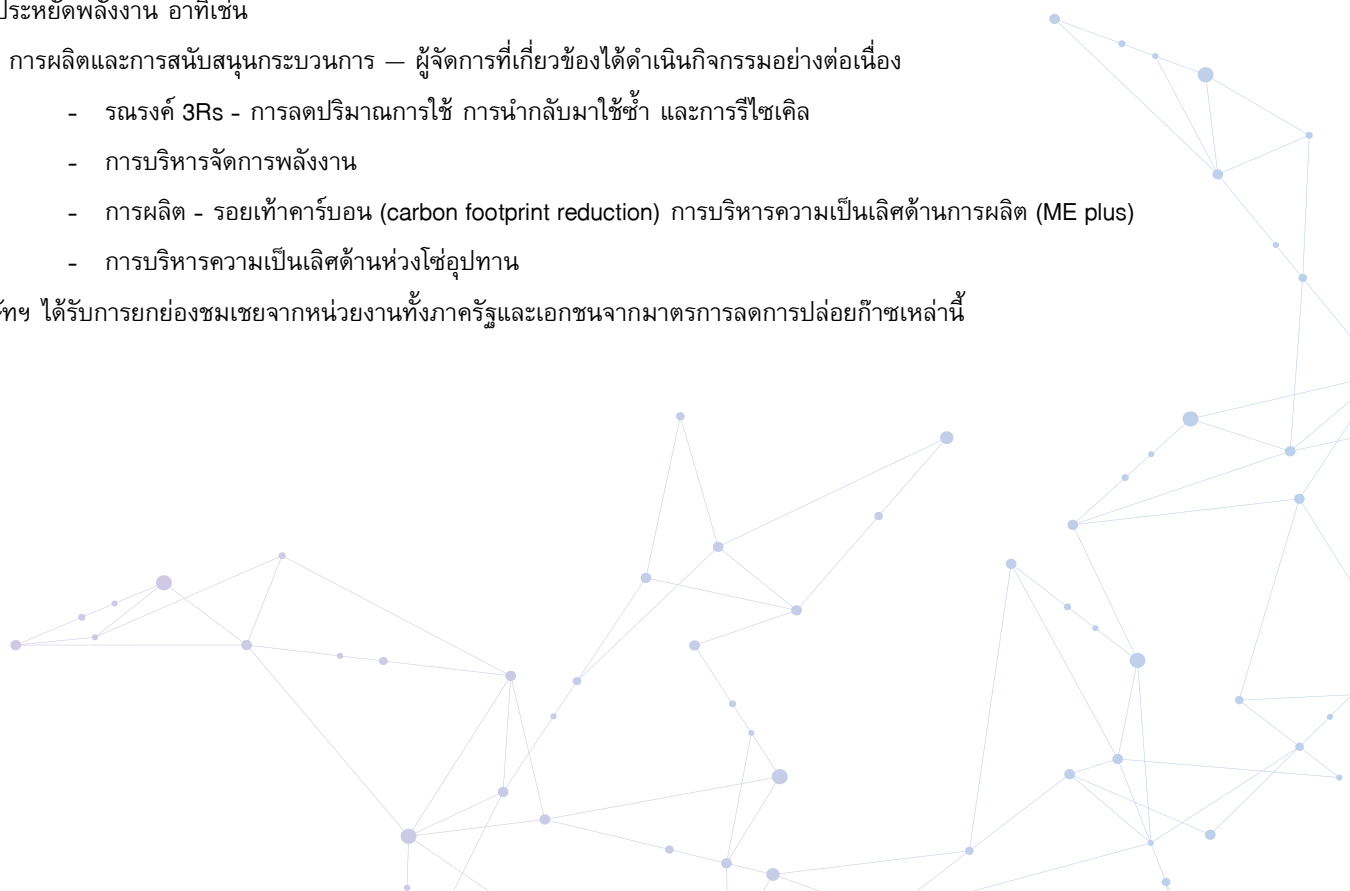 ประหยัดพลังงาน อาทิเช่น
การผลิตและการสนับสนุนกระบวนการ — ผู้จัดการที่เกี่ยวข้องได้ดำเนินกิจกรรมอย่างต่อเนื่อง
- รณรงค์ 3Rs - การลดปริมาณการใช้ การนำกลับมาใช้ซ้ำ และการรีไซเคิล
- การบริหารจัดการพลังงาน
- การผลิต - รอยเท้าคาร์บอน (carbon footprint reduction) การบริหารความเป็นเลิศด้านการผลิต (ME plus)
- การบริหารความเป็นเลิศด้านห่วงโซ่อุปทาน
ได้รับการยกย่องชมเชยจากหน่วยงานทั้งภาครัฐและเอกชนจากมาตรการลดการปล่อยก๊าซเหล่านี้